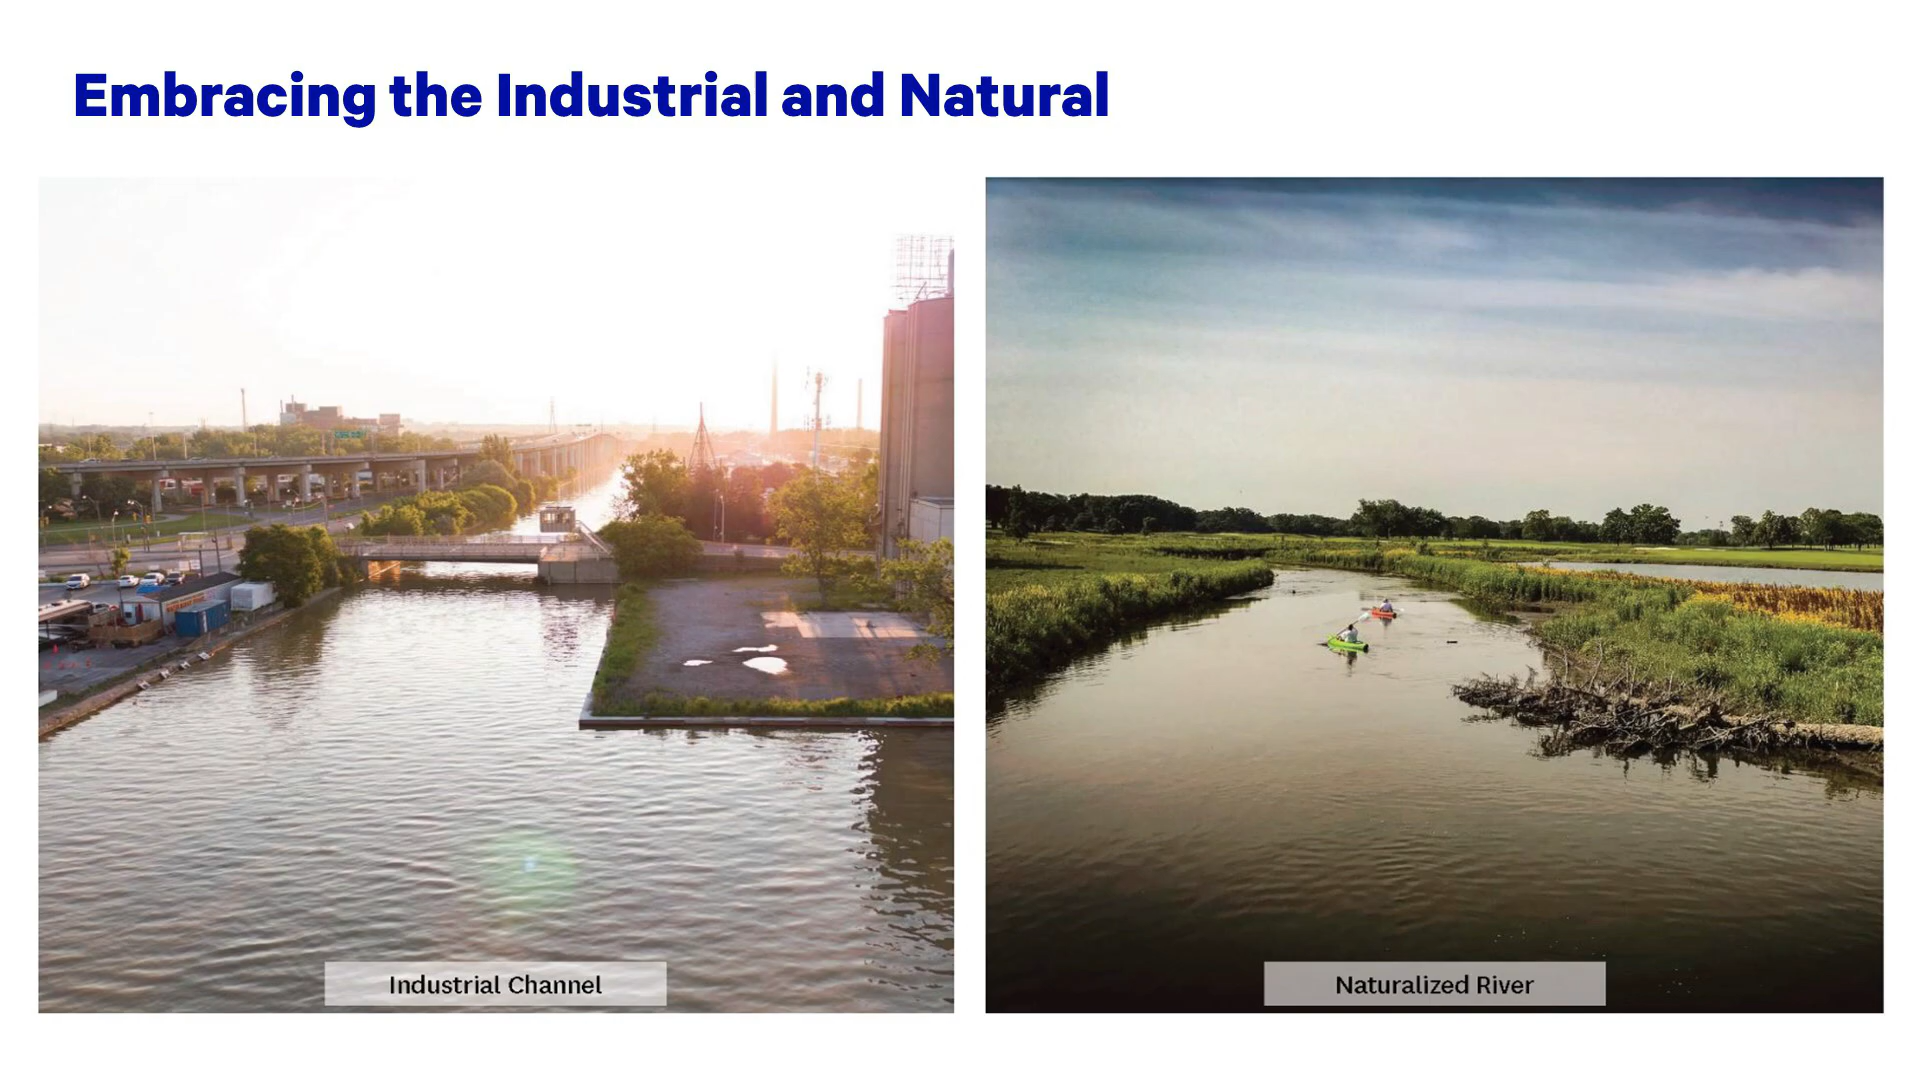 Embracing the Industrial and Natural
Industrial Channel
Naturalized River